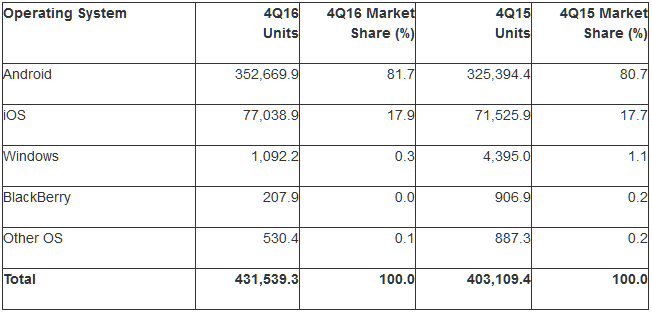 Operating System 4Q16 Units 4Q16 Market Share (%) 4Q15 Units 4Q15 Market Share (%)
Android 352,669.9 81.7 325,394.4 80.7
iOS 77,038.9 17.9 71,525.9 17.7
Windows 1,092.2 0.3 4,395.0 1.1
BlackBerry 207.9 0.0 906.9 0.2
Other OS 530.4 0.1 887.3 0.2
Total 431,539.3 100.0 403,109.4 100.0